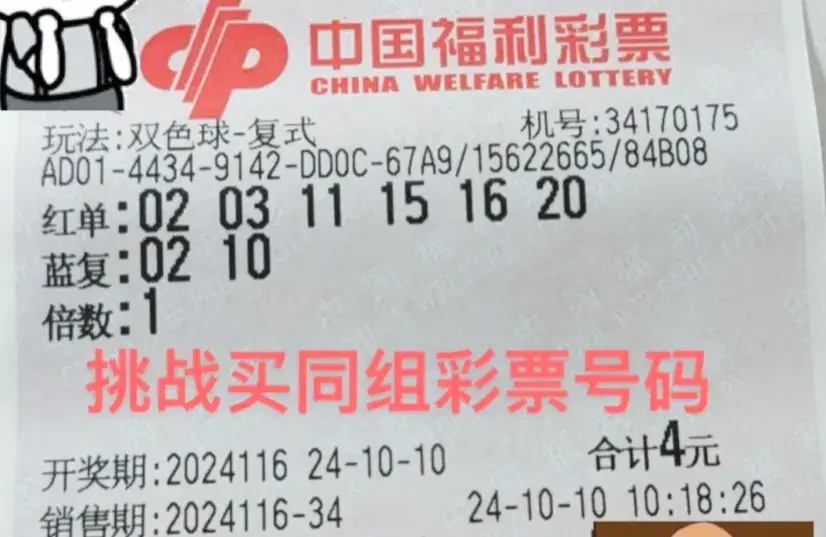 中国福利彩票
CHINA WELFARE LOTTERY
玩法:双色球-复式 机号:34170175
AD01-4434-9142-DD0C-67A9/15622665/84B08
红单:02 03 11 15 16 20
蓝复:02 10
倍数:1
挑战买同组彩票号码
开奖期:2024116 24-10-10 合计4元
销售期:2024116-34 24-10-10 10:18:26